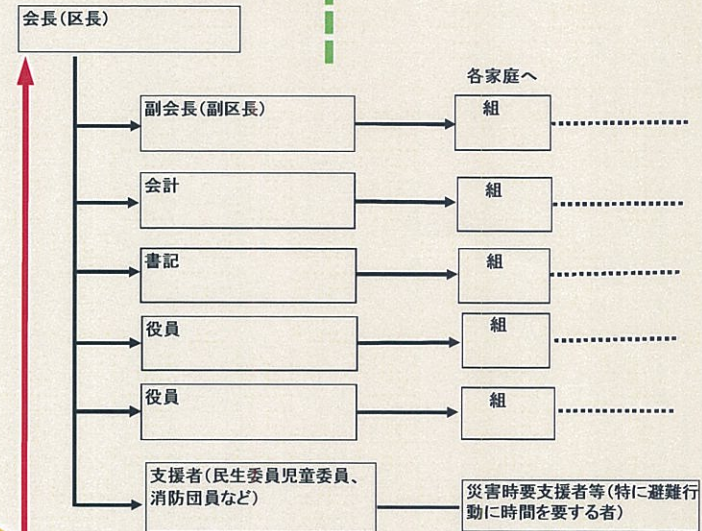 会長(区長)
各家庭へ
副会長(副区長)
組
会計
組
書記
組
役員
組
役員
組
支援者(民生委員児童委員、
消防団員など)
災害時要支援者等(特に避難行
動に時間を要する者)